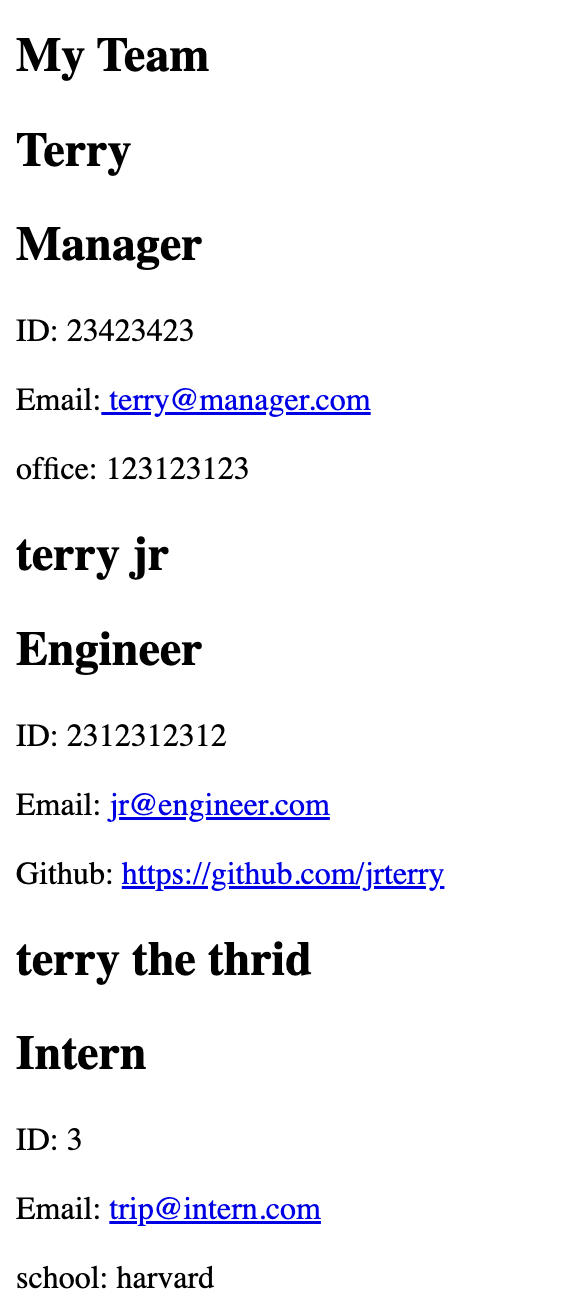 My Team
Terry
Manager
ID: 23423423
Email: terry@manager.com
office: 123123123
terry jr
Engineer
ID: 2312312312
Email: jr@engineer.com
Github: https://github.com/jrterry
terry the thrid
Intern
ID: 3
Email: trip@intern.com
school: harvard